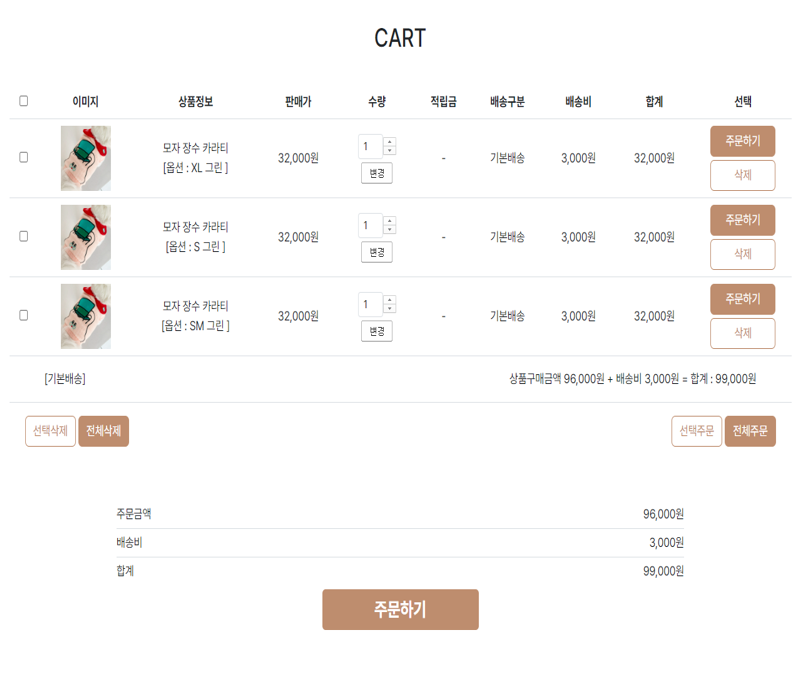 CART
이미지 상품정보 판매가 수량 적립금 배송구분 배송비 합계 선택
모자 장수 카라티
[옵션 : XL 그린 ]
32,000원
1
변경
-
기본배송
3,000원
32,000원
주문하기
삭제
모자 장수 카라티
[옵션 : S 그린 ]
32,000원
1
변경
-
기본배송
3,000원
32,000원
주문하기
삭제
모자 장수 카라티
[옵션 : SM 그린 ]
32,000원
1
변경
-
기본배송
3,000원
32,000원
주문하기
삭제
[기본배송] 상품구매금액 96,000원 + 배송비 3,000원 = 합계 : 99,000원
선택삭제 전체삭제 선택주문 전체주문
주문금액 96,000원
배송비 3,000원
합계 99,000원
주문하기